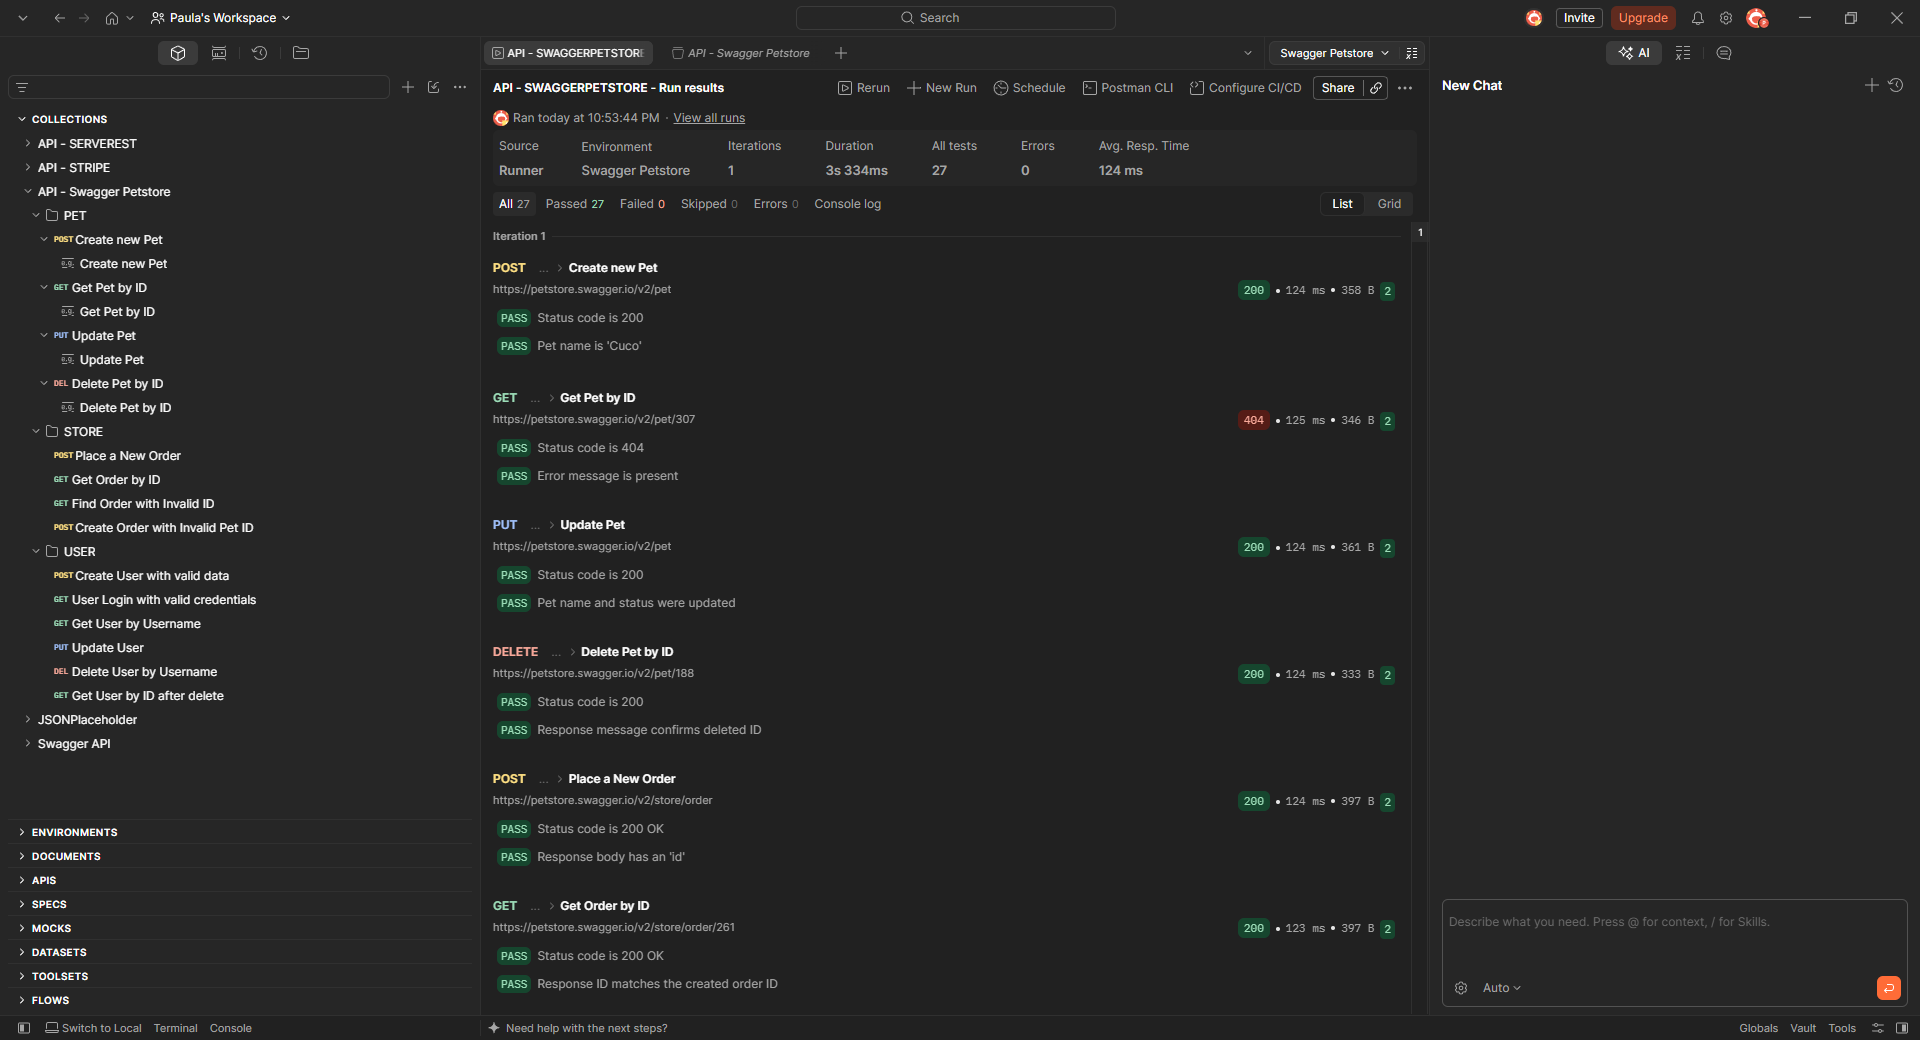 Paula's Workspace
Search
Invite
Upgrade
API - SWAGGERPETSTORE
API - Swagger Petstore
Swagger Petstore
AI
COLLECTIONS
API - SERVEREST
API - STRIPE
API - Swagger Petstore
PET
POST Create new Pet
e.g. Create new Pet
GET Get Pet by ID
e.g. Get Pet by ID
PUT Update Pet
e.g. Update Pet
DEL Delete Pet by ID
e.g. Delete Pet by ID
STORE
POST Place a New Order
GET Get Order by ID
GET Find Order with Invalid ID
POST Create Order with Invalid Pet ID
USER
POST Create User with valid data
GET User Login with valid credentials
GET Get User by Username
PUT Update User
DEL Delete User by Username
GET Get User by ID after delete
JSONPlaceholder
Swagger API
ENVIRONMENTS
DOCUMENTS
APIS
SPECS
MOCKS
DATASETS
TOOLSETS
FLOWS
API - SWAGGERPETSTORE - Run results
Rerun
New Run
Schedule
Postman CLI
Configure CI/CD
Share
Ran today at 10:53:44 PM · View all runs
Source Environment Iterations Duration All tests Errors Avg. Resp. Time
Runner Swagger Petstore 1 3s 334ms 27 0 124 ms
All 27 Passed 27 Failed 0 Skipped 0 Errors 0 Console log
List Grid
Iteration 1
1
POST ... > Create new Pet
https://petstore.swagger.io/v2/pet
200 • 124 ms • 358 B 2
PASS Status code is 200
PASS Pet name is 'Cuco'
GET ... > Get Pet by ID
https://petstore.swagger.io/v2/pet/307
404 • 125 ms • 346 B 2
PASS Status code is 404
PASS Error message is present
PUT ... > Update Pet
https://petstore.swagger.io/v2/pet
200 • 124 ms • 361 B 2
PASS Status code is 200
PASS Pet name and status were updated
DELETE ... > Delete Pet by ID
https://petstore.swagger.io/v2/pet/188
200 • 124 ms • 333 B 2
PASS Status code is 200
PASS Response message confirms deleted ID
POST ... > Place a New Order
https://petstore.swagger.io/v2/store/order
200 • 124 ms • 397 B 2
PASS Status code is 200 OK
PASS Response body has an 'id'
GET ... > Get Order by ID
https://petstore.swagger.io/v2/store/order/261
200 • 123 ms • 397 B 2
PASS Status code is 200 OK
PASS Response ID matches the created order ID
New Chat
Describe what you need. Press @ for context, / for Skills.
Auto
Switch to Local
Terminal
Console
Need help with the next steps?
Globals
Vault
Tools